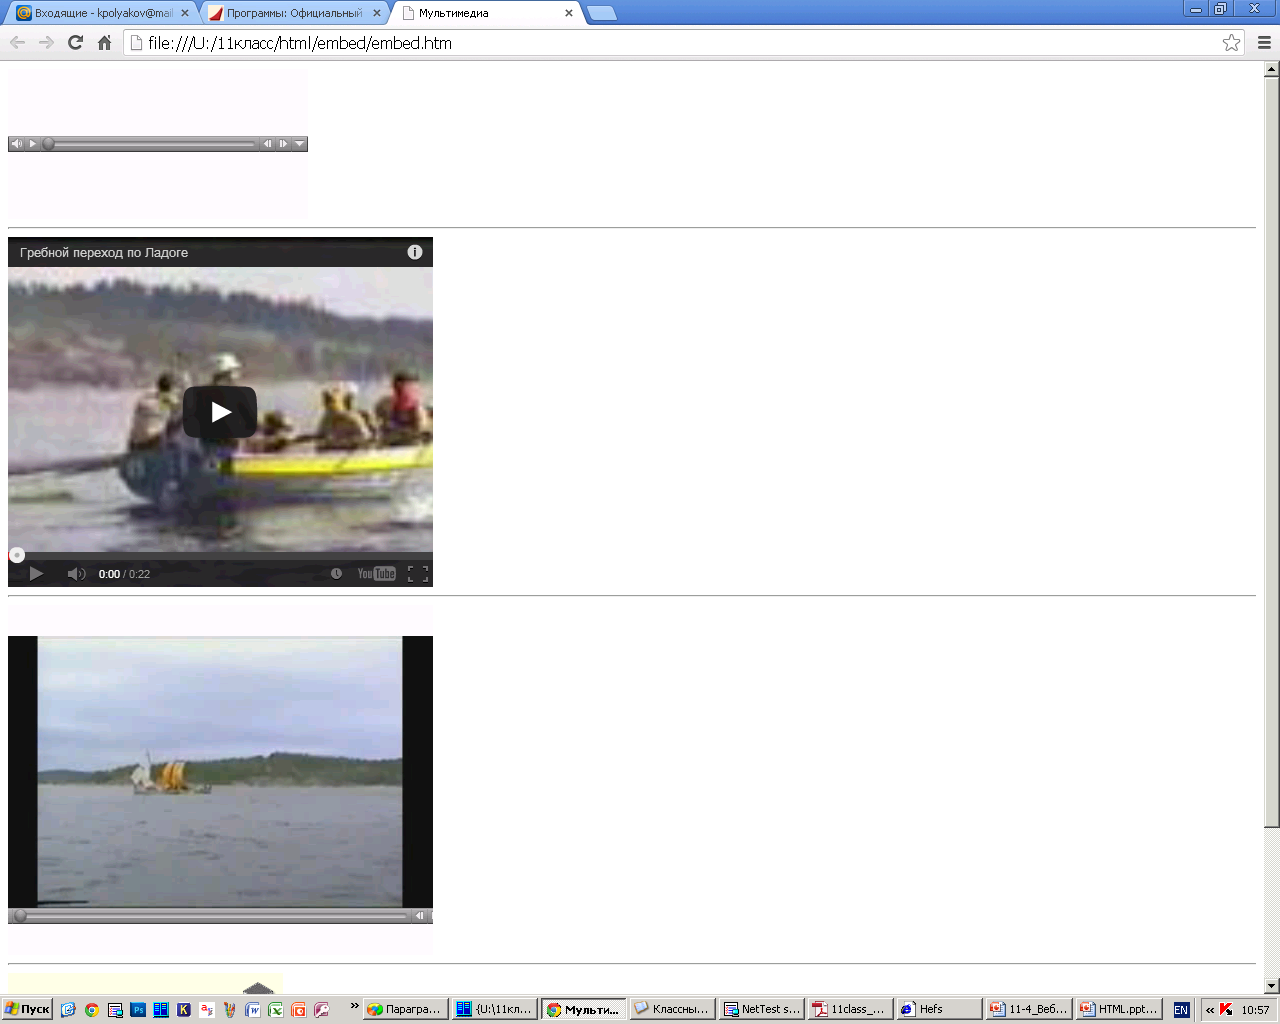 Входящие - kpolyakov@mai
Программы: Официальный
Мультимедиа
file:///U:/11класс/html/embed/embed.htm
Гребной переход по Ладоге
0:00 / 0:22
YouTube
Пуск
Парагра...
{U:\11кл...
Мульти...
Классны...
NetTest s...
11class_...
Hefs
11-4_Веб...
HTML.ppt...
EN
10:57